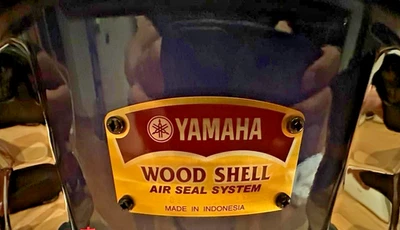 YAMAHA
WOOD SHELL
AIR SEAL SYSTEM
MADE IN INDONESIA